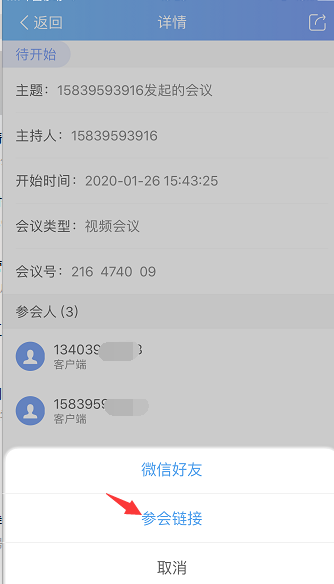 返回
详情
待开始
主题：15839593916发起的会议
主持人：15839593916
开始时间：2020-01-26 15:43:25
会议类型：视频会议
会议号：216 4740 09
参会人 (3)
134039
客户端
1583959
客户端
微信好友
参会链接
取消